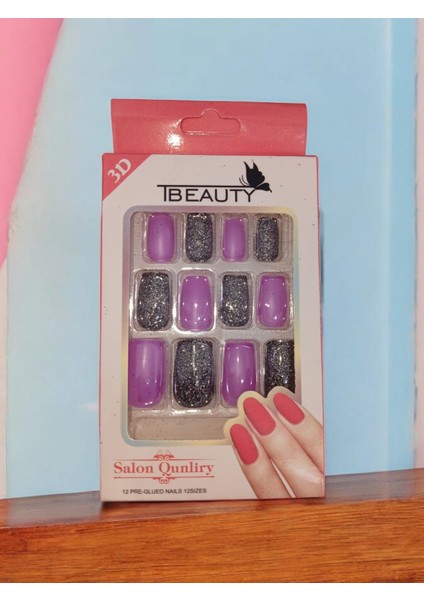 3D
TBEAUTY
Salon Qunliry
12 PRE-GLUED NAILS 12SIZES